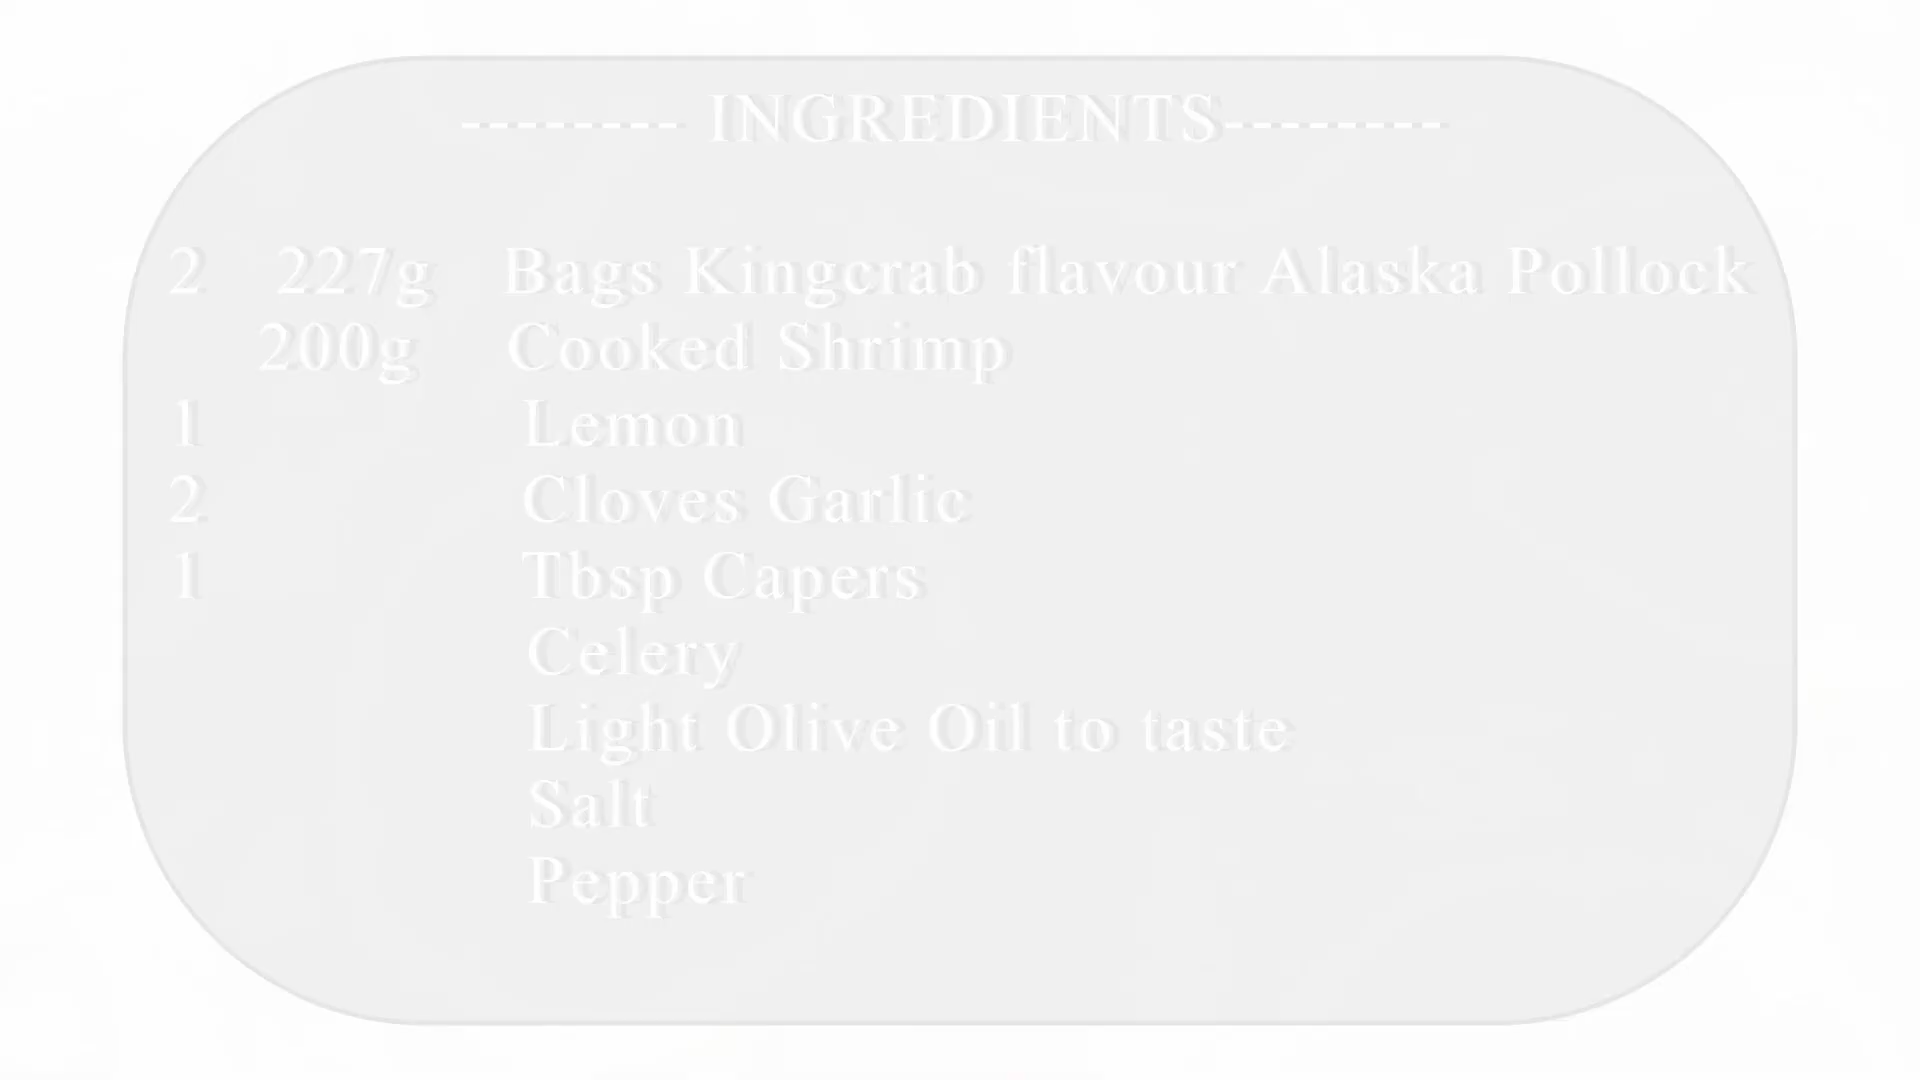 -------- INGREDIENTS--------
2 227g Bags Kingcrab flavour Alaska Pollock
200g Cooked Shrimp
1 Lemon
2 Cloves Garlic
1 Tbsp Capers
Celery
Light Olive Oil to taste
Salt
Pepper